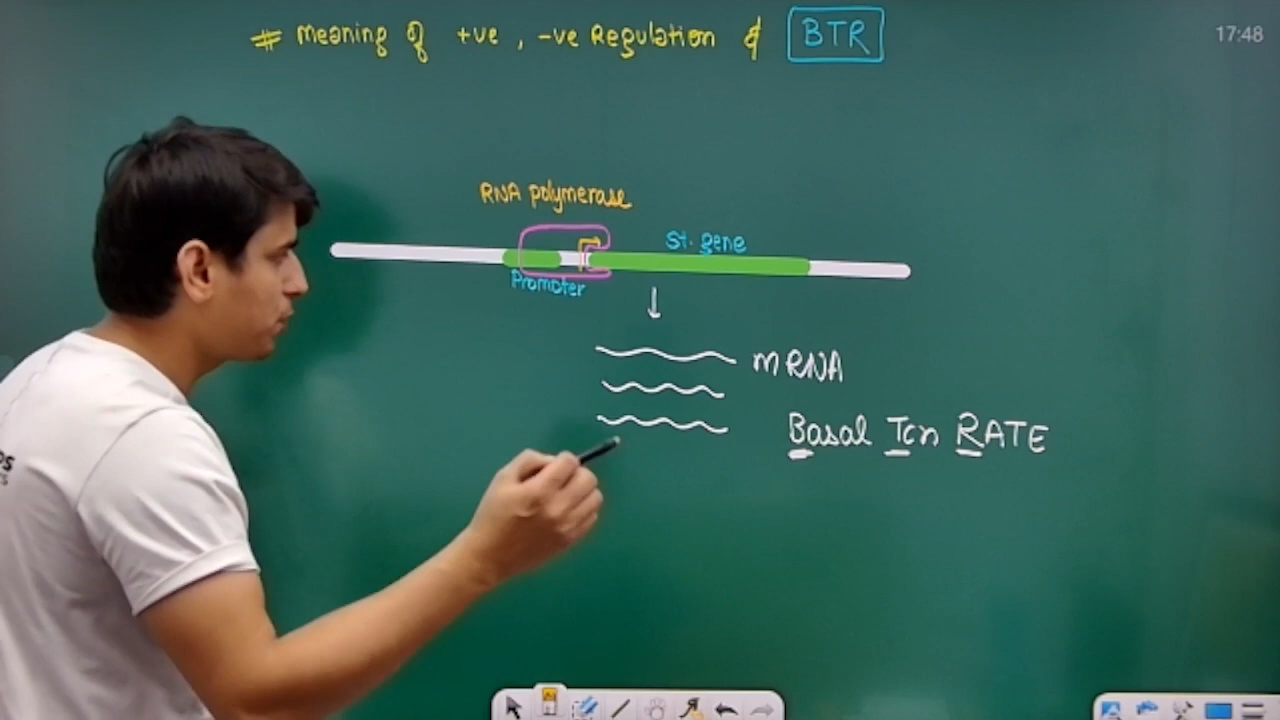 # Meaning of +ve, -ve Regulation & BTR
17:48
RNA polymerase
St. gene
Promoter
mRNA
Basal Tcn RATE